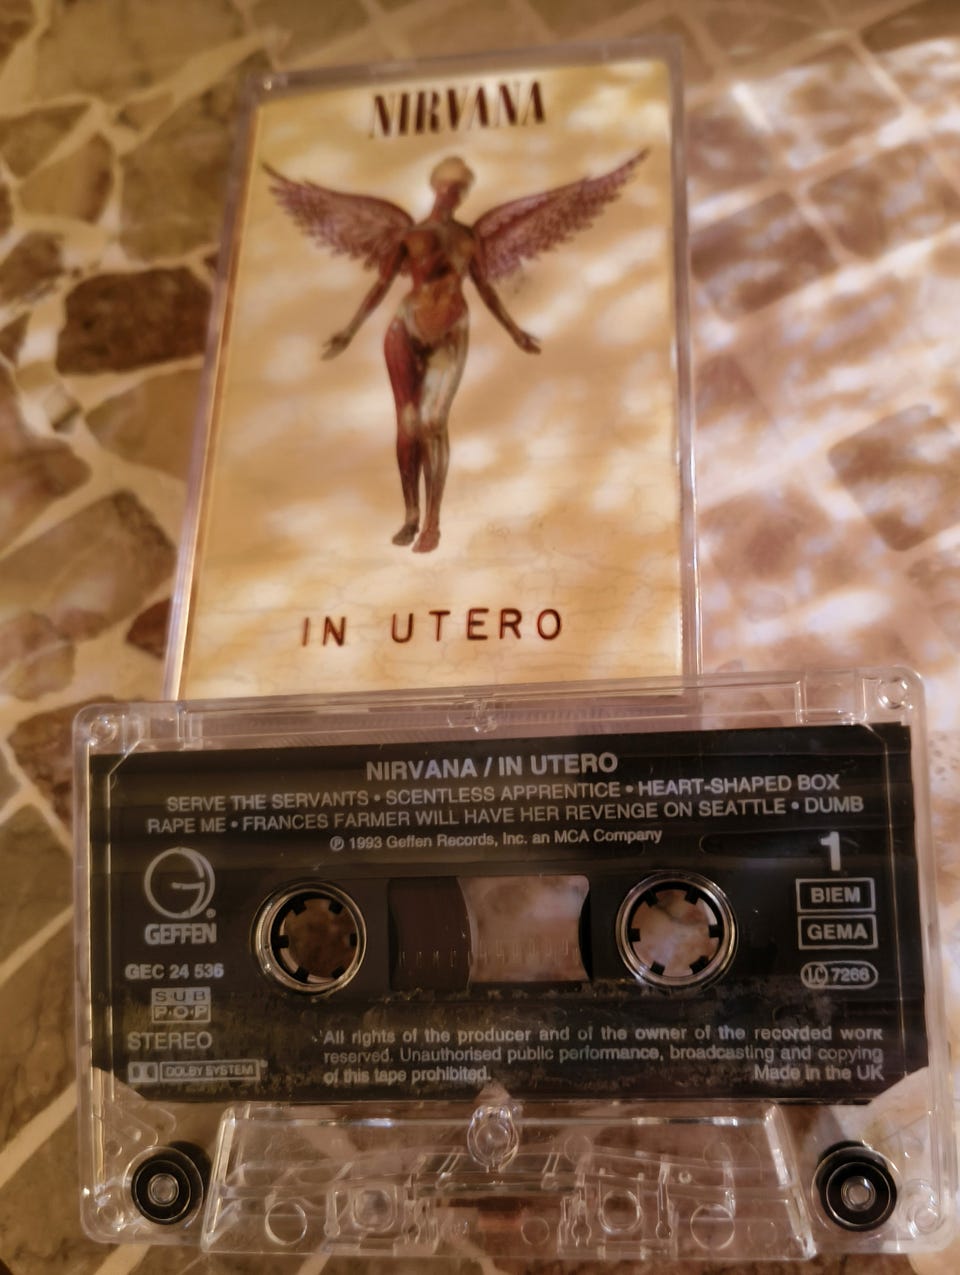 NIRVANA
IN UTERO
NIRVANA / IN UTERO
SERVE THE SERVANTS • SCENTLESS APPRENTICE • HEART-SHAPED BOX
RAPE ME • FRANCES FARMER WILL HAVE HER REVENGE ON SEATTLE • DUMB
℗ 1993 Geffen Records, Inc. an MCA Company
1
G®
GEFFEN
BIEM
GEMA
GEC 24 536
LC 7266
SUB
POP
STEREO
DOLBY SYSTEM®
All rights of the producer and of the owner of the recorded work
reserved. Unauthorised public performance, broadcasting and copying
of this tape prohibited. Made in the UK